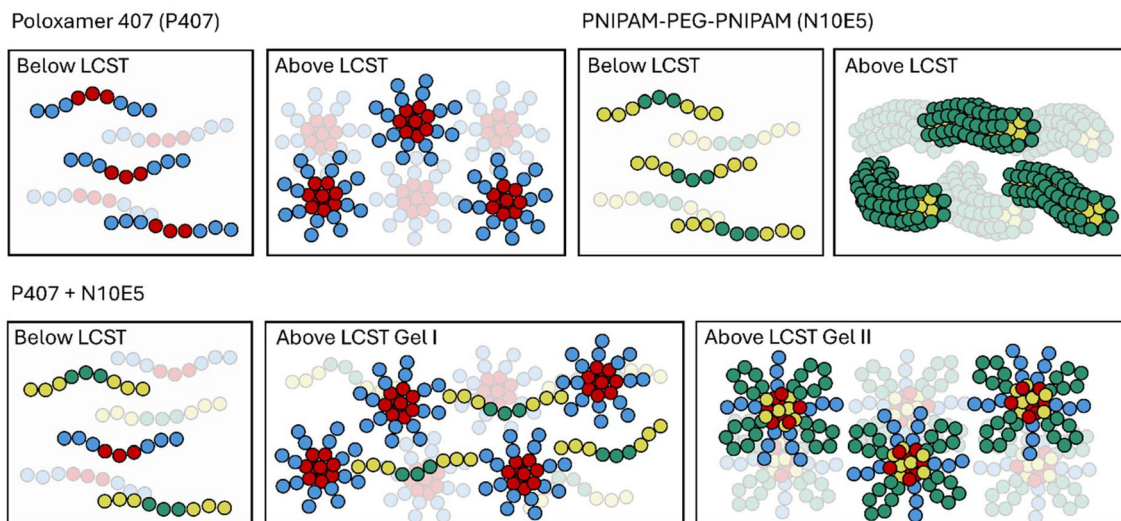 Poloxamer 407 (P407)
PNIPAM-PEG-PNIPAM (N10E5)
Below LCST
Above LCST
Below LCST
Above LCST
P407 + N10E5
Below LCST
Above LCST Gel I
Above LCST Gel II